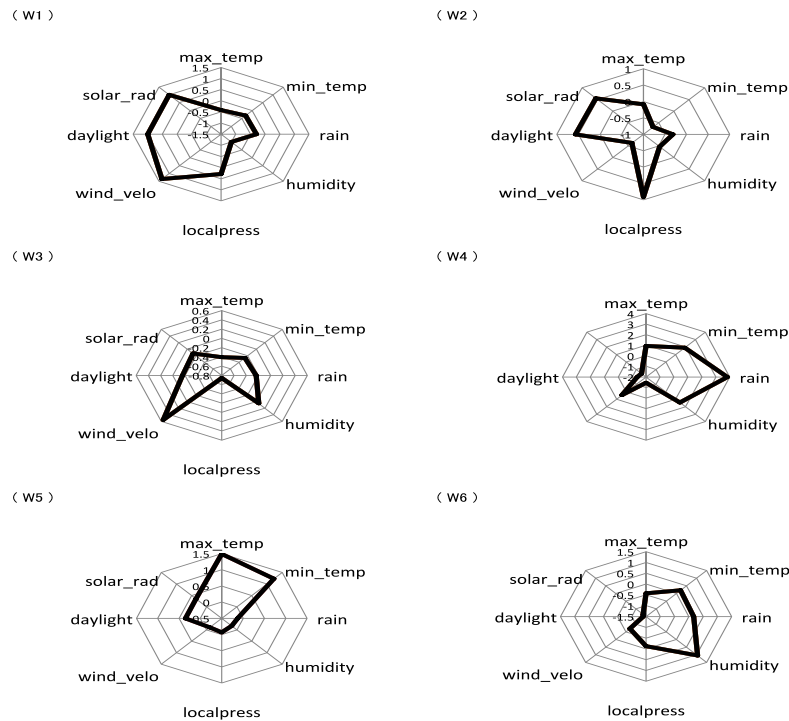 ( W1 )
max_temp
1.5
1
0.5
0
-0.5
-1
-1.5
min_temp
rain
humidity
localpress
wind_velo
daylight
solar_rad
( W2 )
max_temp
1
0
-0.5
-1
min_temp
rain
humidity
localpress
wind_velo
daylight
solar_rad
( W3 )
max_temp
0.6
0.4
0.2
0
-0.2
-0.4
-0.6
-0.8
min_temp
rain
humidity
localpress
wind_velo
daylight
solar_rad
( W4 )
max_temp
4
3
2
1
0
-1
-2
min_temp
rain
humidity
daylight
( W5 )
max_temp
1.5
1
0.5
0
-0.5
min_temp
rain
humidity
localpress
wind_velo
daylight
solar_rad
( W6 )
max_temp
1.5
1
0.5
0
-0.5
-1
-1.5
min_temp
rain
humidity
localpress
wind_velo
daylight
solar_rad